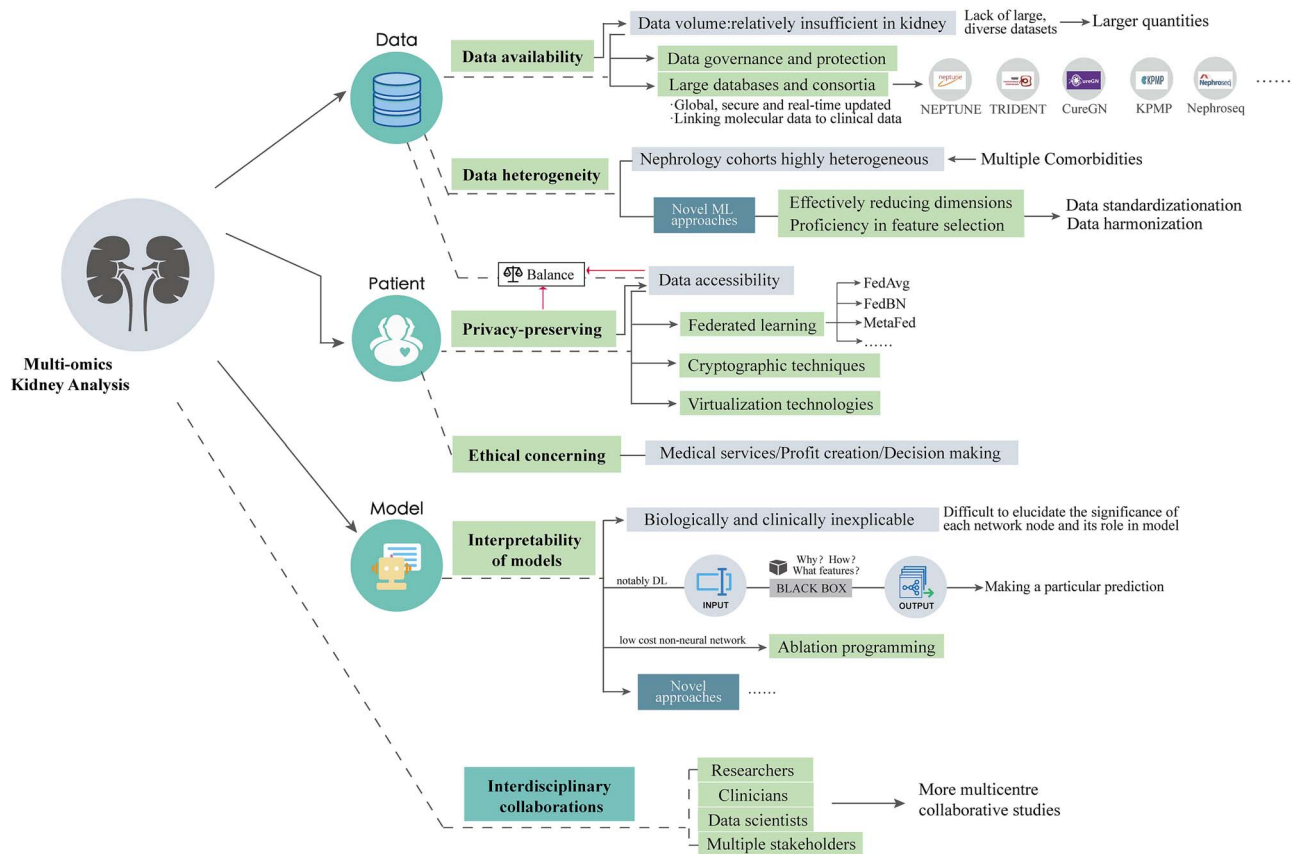 Multi-omics
Kidney Analysis
Data
Data availability
Data volume:relatively insufficient in kidney
Lack of large,
diverse datasets
Larger quantities
Data governance and protection
Large databases and consortia
·Global, secure and real-time updated
·Linking molecular data to clinical data
neptune
CureGN
KPMP
Nephroseq
NEPTUNE
TRIDENT
CureGN
KPMP
Nephroseq
······
Data heterogeneity
Nephrology cohorts highly heterogeneous
Multiple Comorbidities
Novel ML
approaches
Effectively reducing dimensions
Proficiency in feature selection
Data standardizationation
Data harmonization
Patient
Balance
Privacy-preserving
Data accessibility
Federated learning
FedAvg
FedBN
MetaFed
······
Cryptographic techniques
Virtualization technologies
Ethical concerning
Medical services/Profit creation/Decision making
Model
Interpretability
of models
Biologically and clinically inexplicable
Difficult to elucidate the significance of
each network node and its role in model
notably DL
INPUT
Why? How?
What features?
BLACK BOX
OUTPUT
Making a particular prediction
low cost non-neural network
Ablation programming
Novel
approaches
······
Interdisciplinary
collaborations
Researchers
Clinicians
Data scientists
Multiple stakeholders
More multicentre
collaborative studies